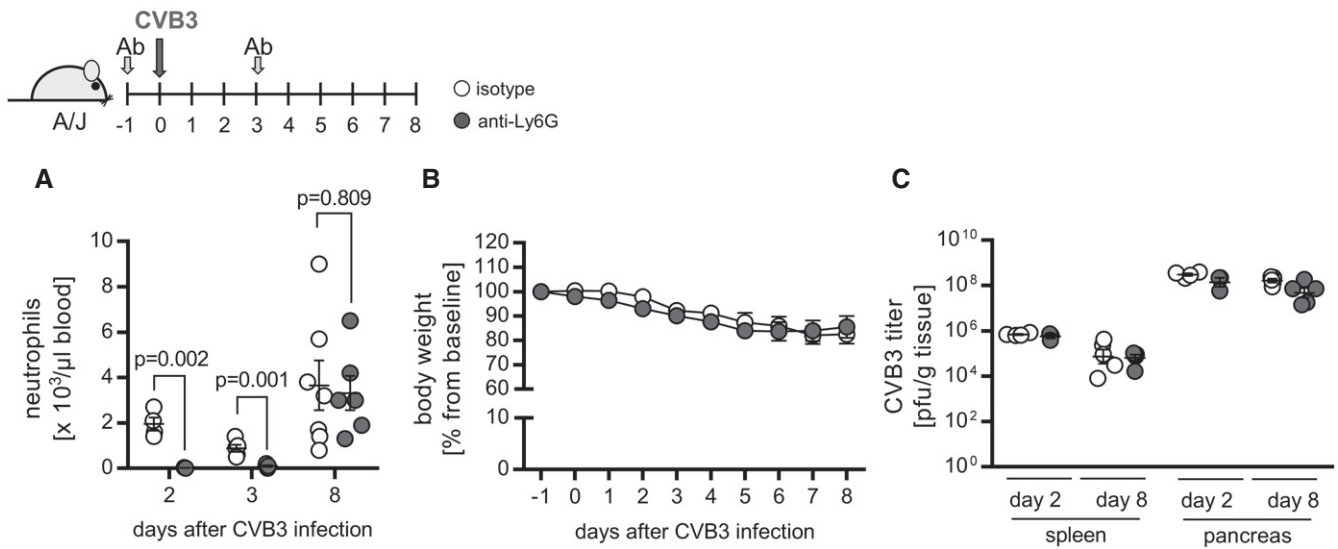 CVB3
Ab Ab
A/J
-1 0 1 2 3 4 5 6 7 8
isotype
anti-Ly6G
A
neutrophils
[x 10³/µl blood]
10
8
6
4
2
0
p=0.002
p=0.001
p=0.809
2 3 8
days after CVB3 infection
B
body weight
[% from baseline]
120
110
100
90
80
70
60
10
0
-1 0 1 2 3 4 5 6 7 8
days after CVB3 infection
C
CVB3 titer
[pfu/g tissue]
10¹⁰
10⁸
10⁶
10⁴
10²
10⁰
day 2 day 8 day 2 day 8
spleen pancreas